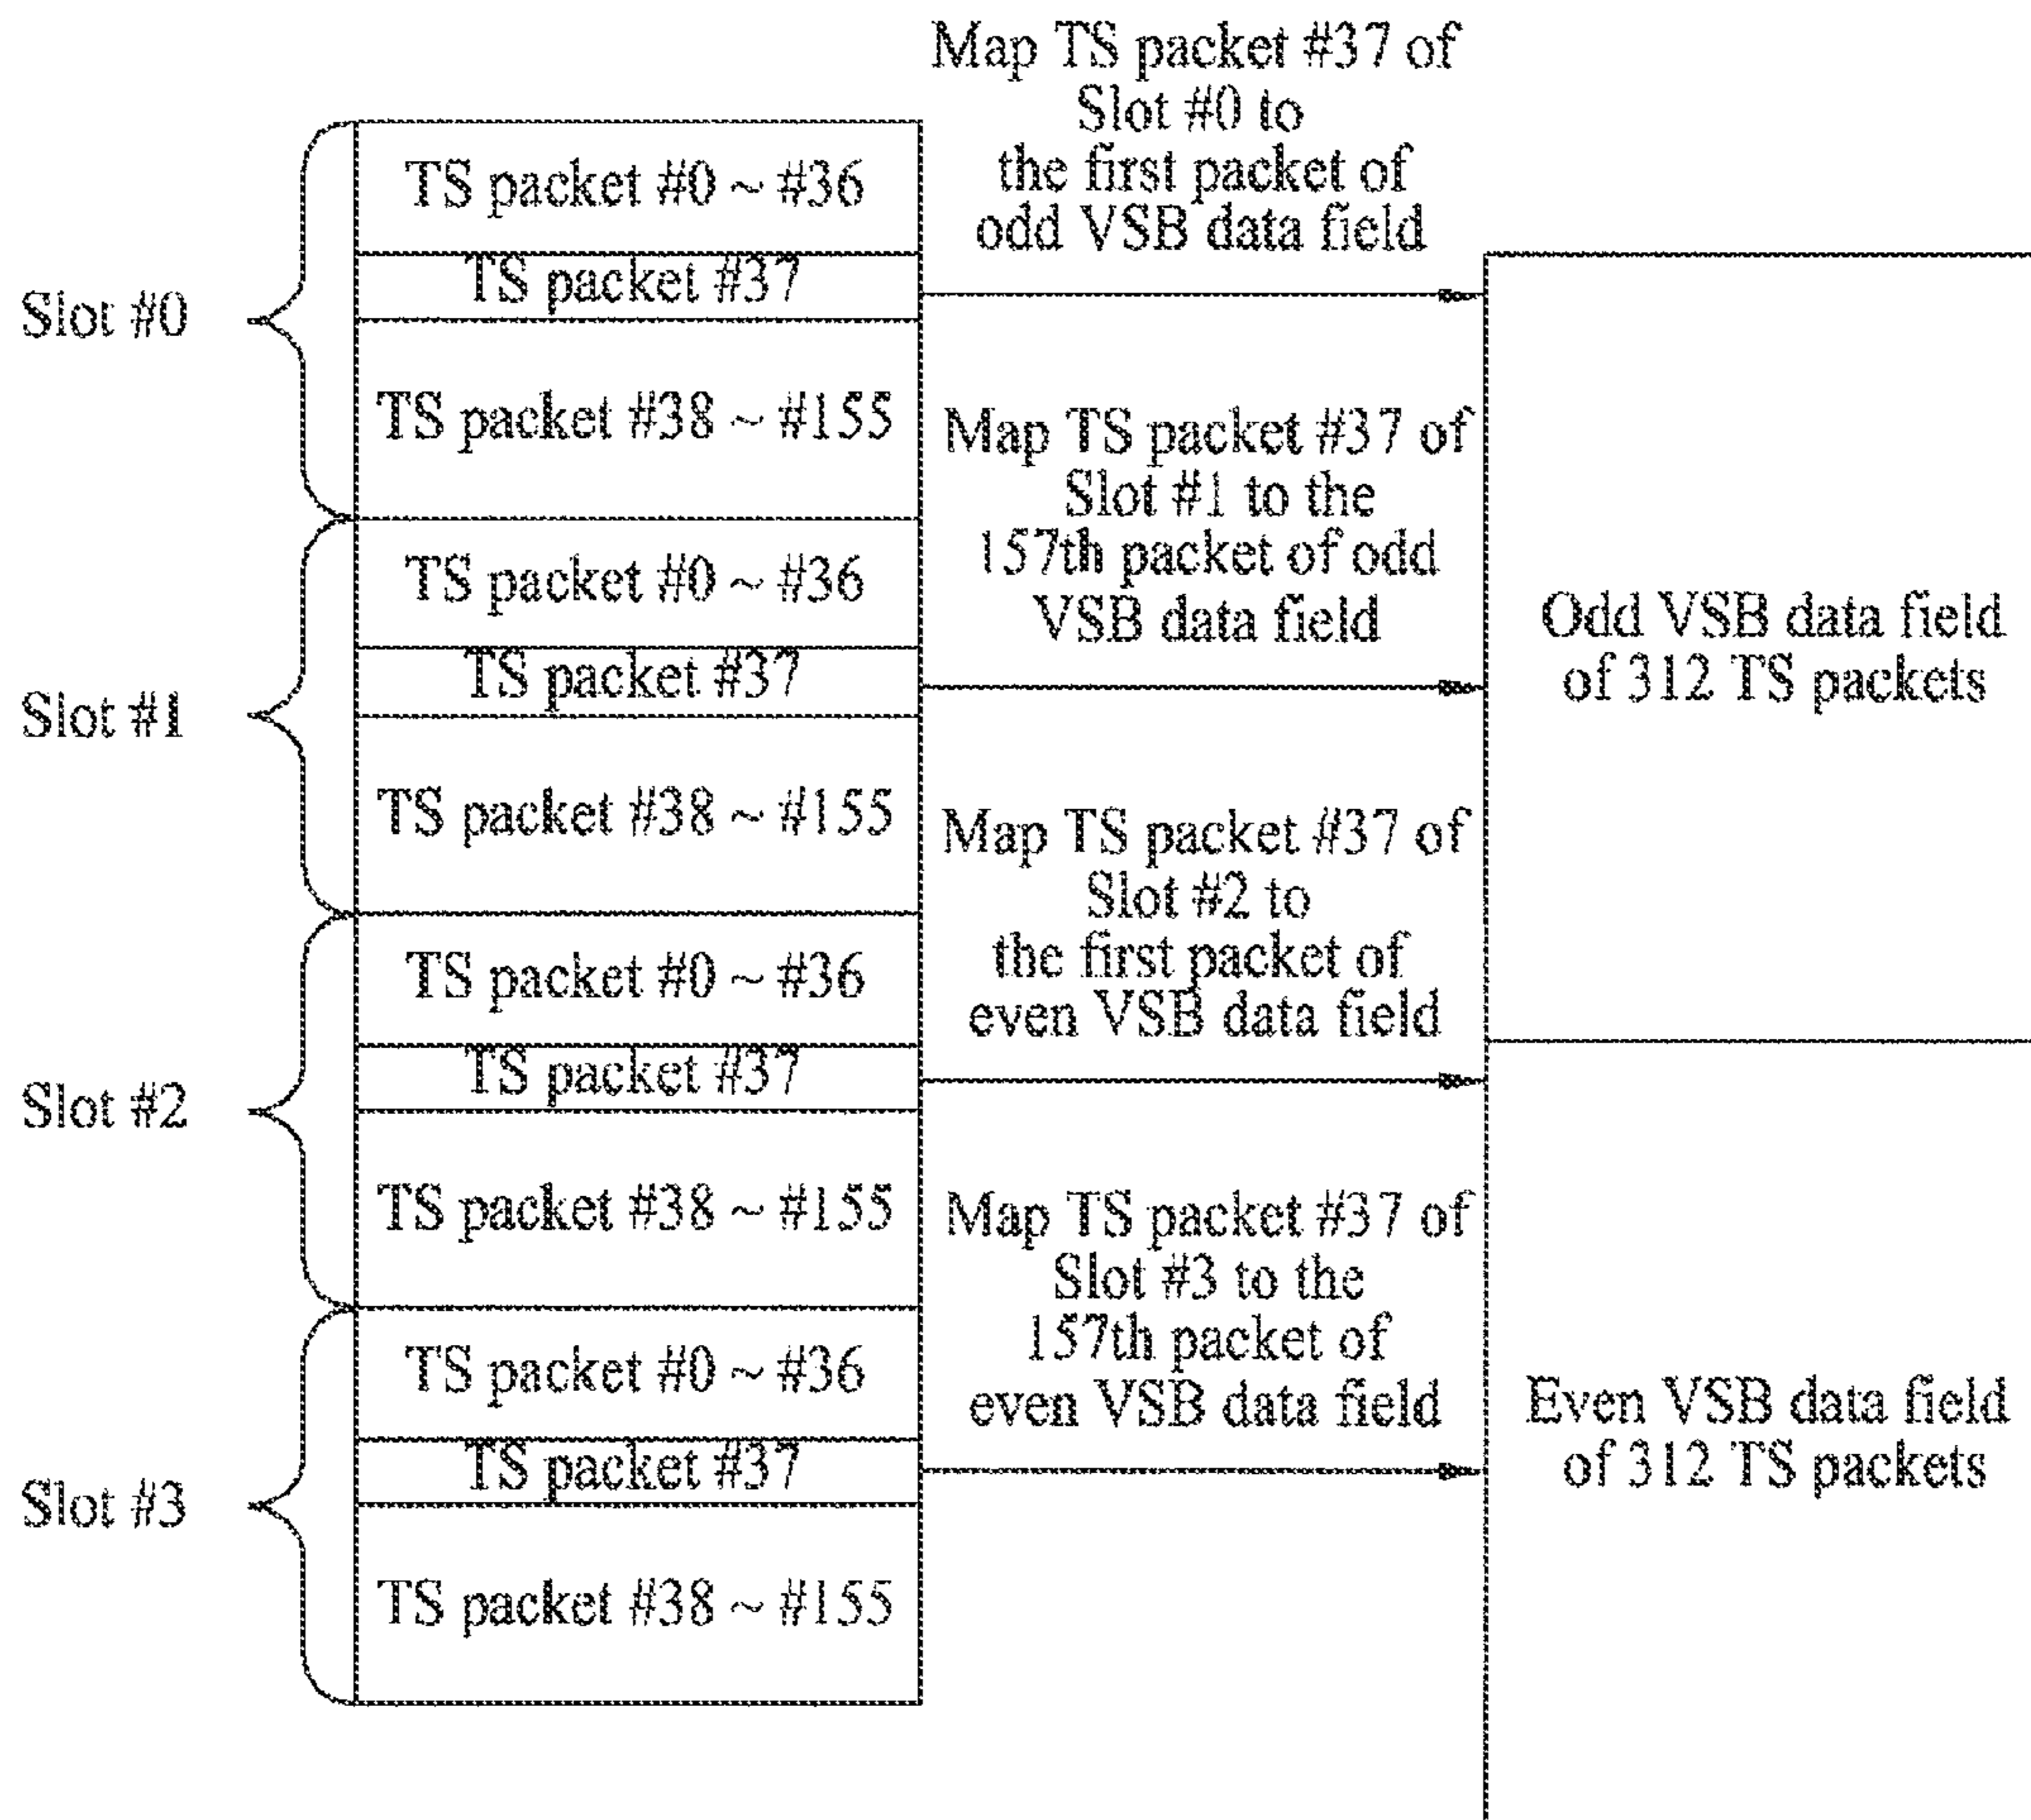 Map TS packet #37 of
Slot #0 to
the first packet of
odd VSB data field
Slot #0
TS packet #0 ~ #36
TS packet #37
TS packet #38 ~ #155
Map TS packet #37 of
Slot #1 to the
157th packet of odd
VSB data field
Slot #1
TS packet #0 ~ #36
TS packet #37
TS packet #38 ~ #155
Odd VSB data field
of 312 TS packets
Map TS packet #37 of
Slot #2 to
the first packet of
even VSB data field
Slot #2
TS packet #0 ~ #36
TS packet #37
TS packet #38 ~ #155
Map TS packet #37 of
Slot #3 to the
157th packet of
even VSB data field
Slot #3
TS packet #0 ~ #36
TS packet #37
TS packet #38 ~ #155
Even VSB data field
of 312 TS packets